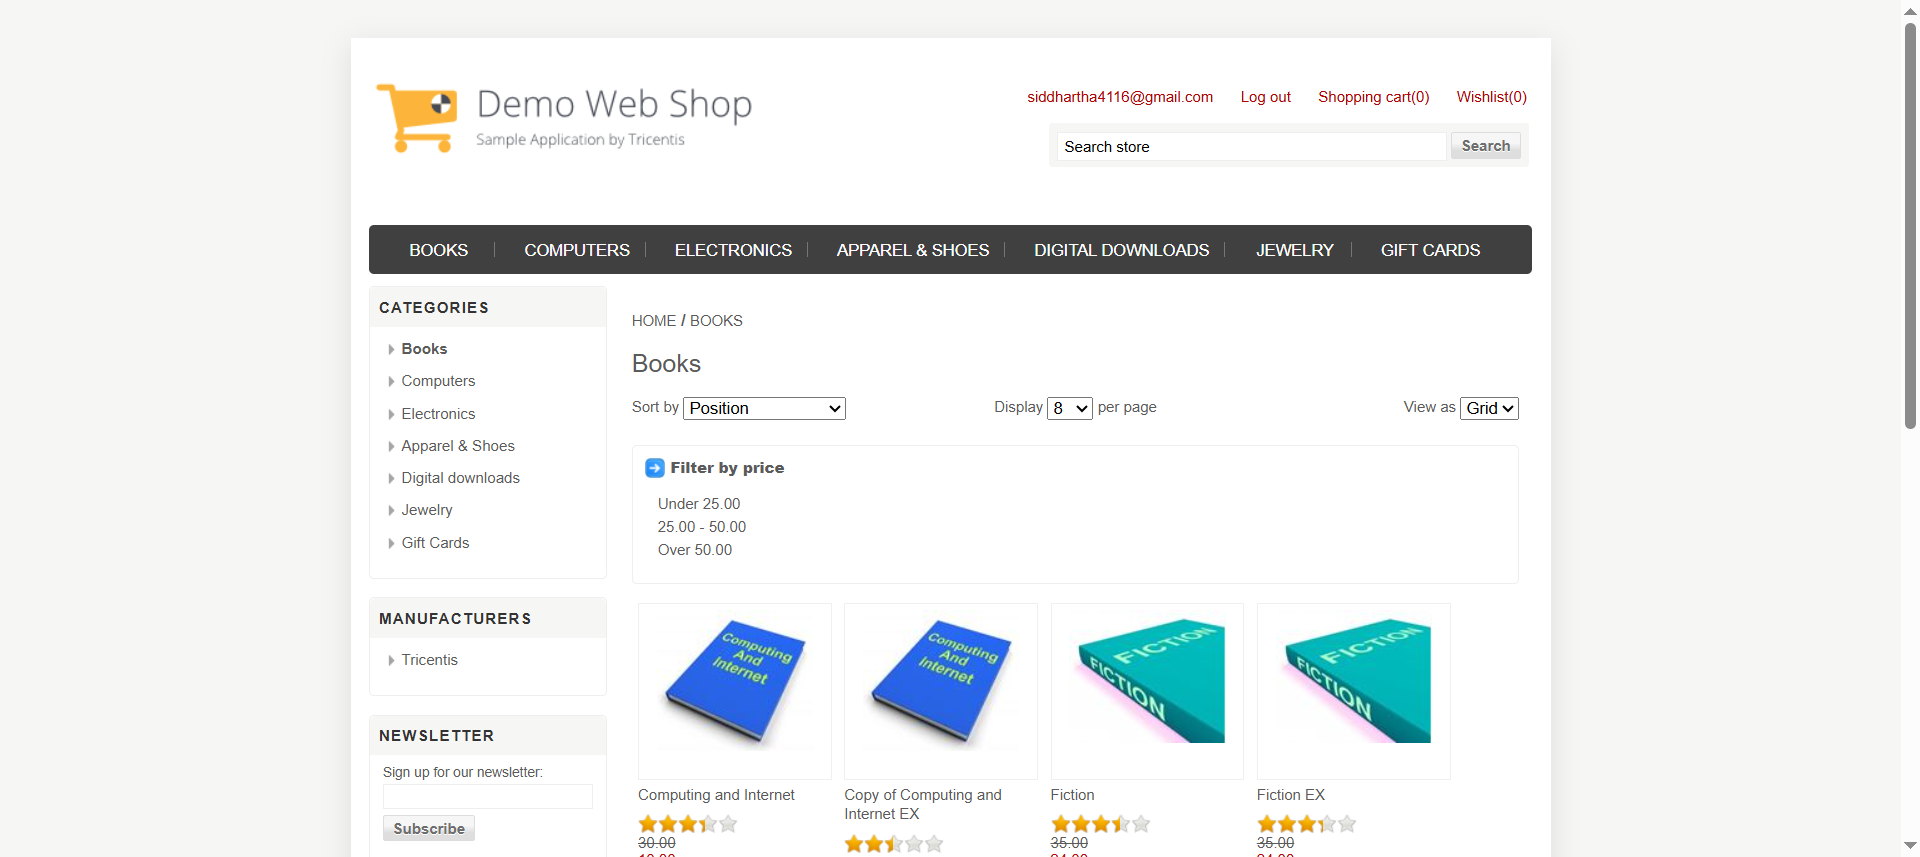 Demo Web Shop
Sample Application by Tricentis
siddhartha4116@gmail.com Log out Shopping cart(0) Wishlist(0)
Search store Search
BOOKS COMPUTERS ELECTRONICS APPAREL & SHOES DIGITAL DOWNLOADS JEWELRY GIFT CARDS
CATEGORIES
Books
Computers
Electronics
Apparel & Shoes
Digital downloads
Jewelry
Gift Cards
MANUFACTURERS
Tricentis
NEWSLETTER
Sign up for our newsletter:
Subscribe
HOME / BOOKS
Books
Sort by Position Display 8 per page View as Grid
Filter by price
Under 25.00
25.00 - 50.00
Over 50.00
Computing
And
Internet
Computing
And
Internet
FICTION
FICTION
FICTION
FICTION
Computing and Internet
30.00
Copy of Computing and
Internet EX
Fiction
35.00
Fiction EX
35.00